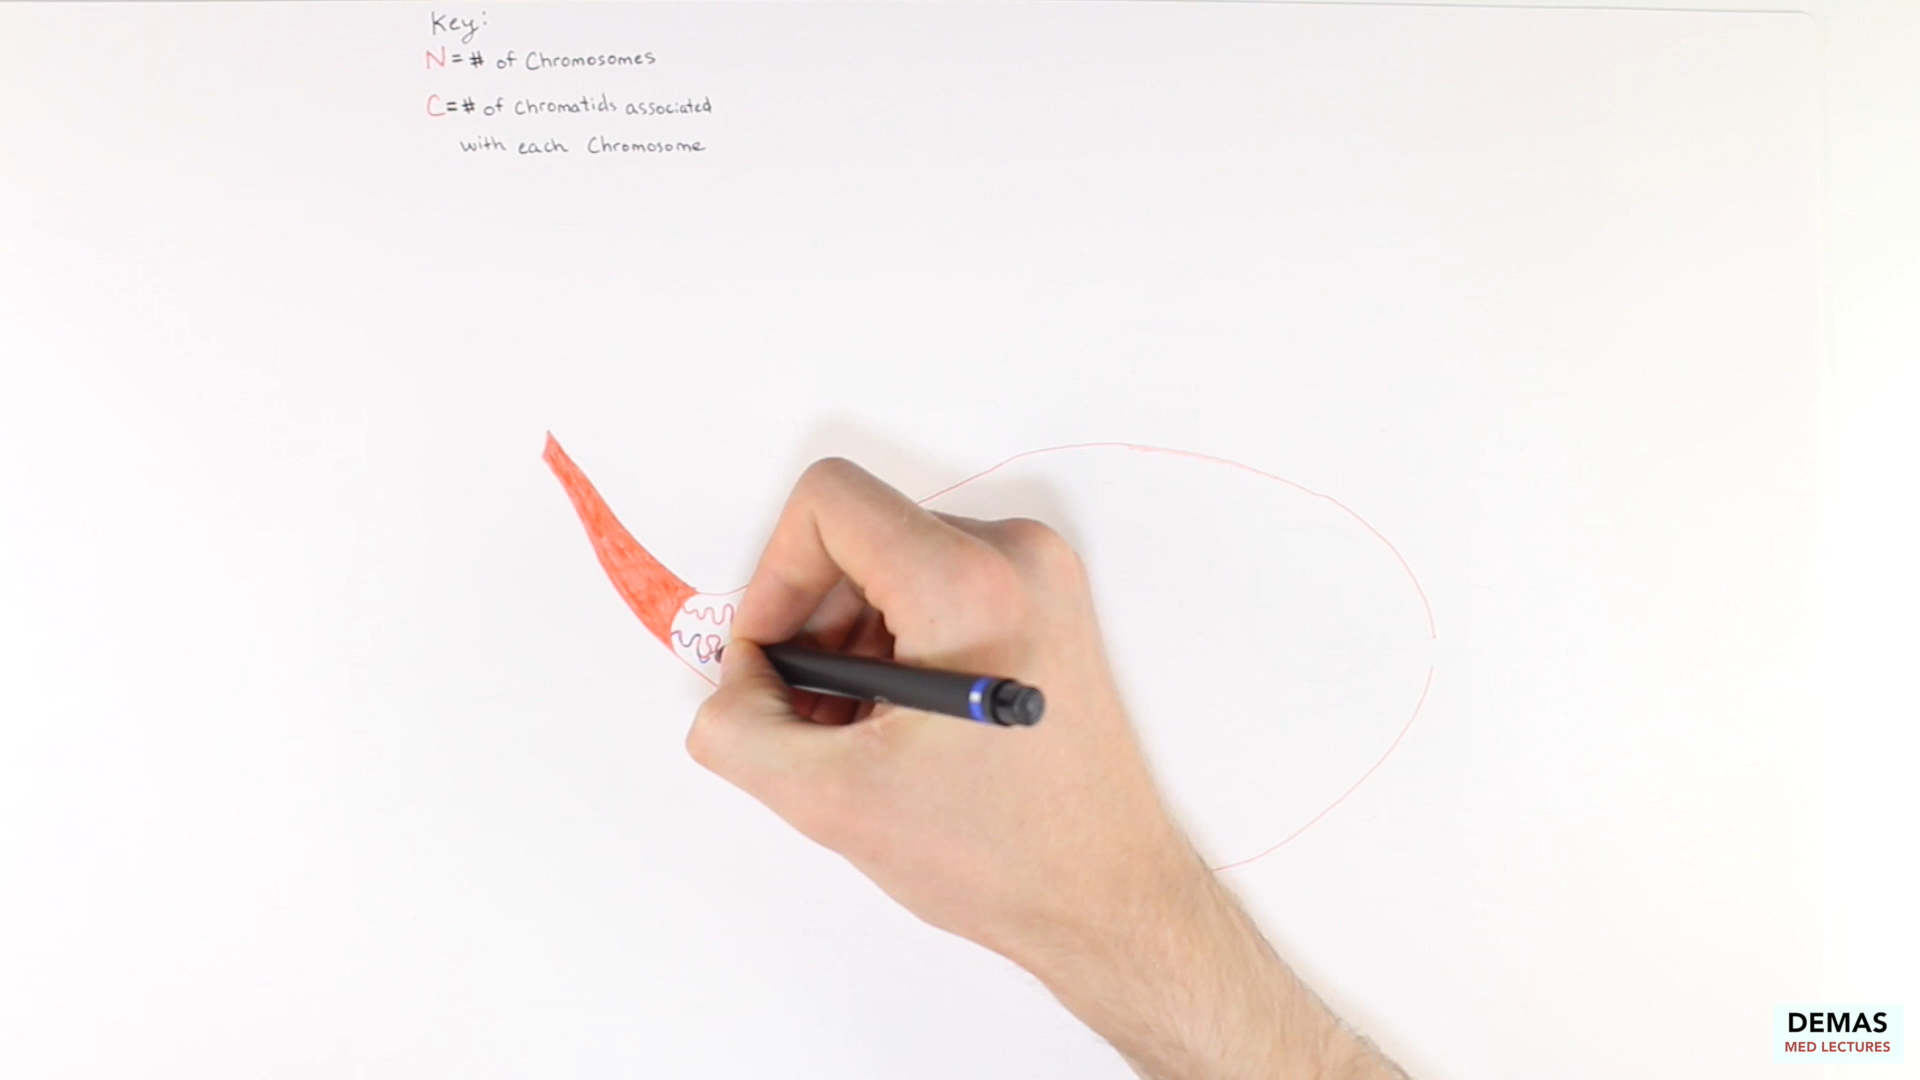 Key:
N = # of Chromosomes
C = # of chromatids associated
with each Chromosome
DEMAS
MED LECTURES